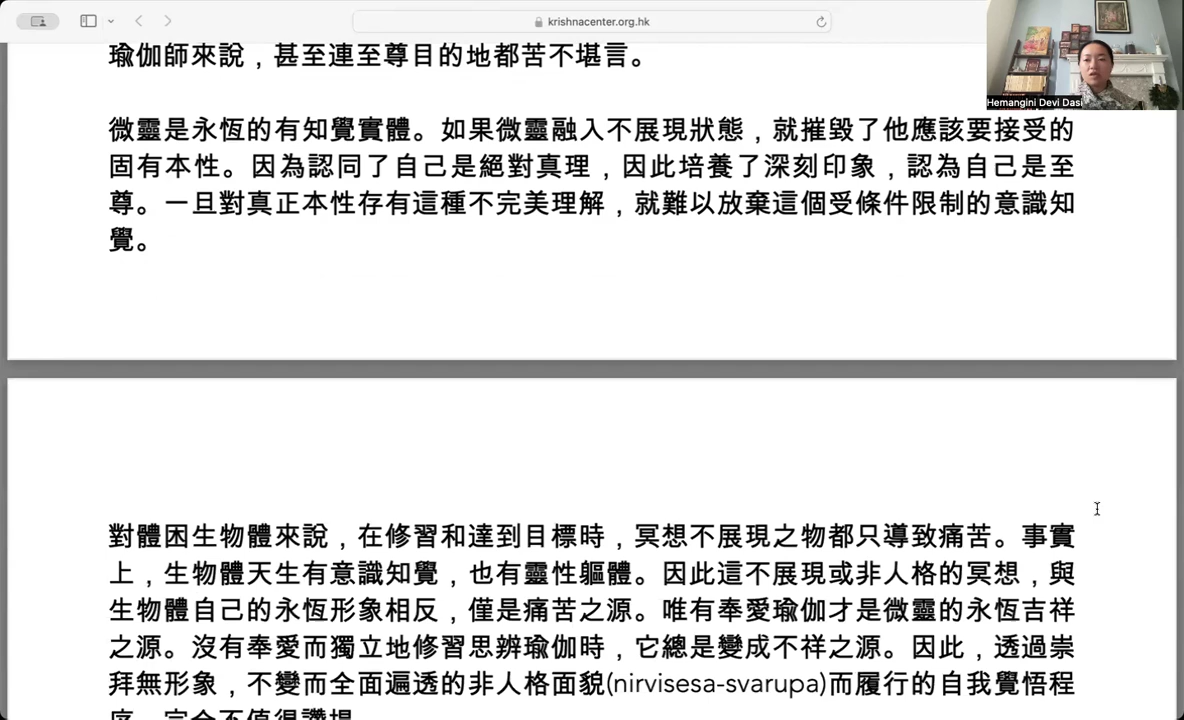 krishnacenter.org.hk
Hemangini Devi Dasi
瑜伽師來說，甚至連至尊目的地都苦不堪言。
微靈是永恆的有知覺實體。如果微靈融入不展現狀態，就摧毀了他應該要接受的
固有本性。因為認同了自己是絕對真理，因此培養了深刻印象，認為自己是至
尊。一旦對真正本性存有這種不完美理解，就難以放棄這個受條件限制的意識知
覺。
對體困生物體來說，在修習和達到目標時，冥想不展現之物都只導致痛苦。事實
上，生物體天生有意識知覺，也有靈性軀體。因此這不展現或非人格的冥想，與
生物體自己的永恆形象相反，僅是痛苦之源。唯有奉愛瑜伽才是微靈的永恆吉祥
之源。沒有奉愛而獨立地修習思辨瑜伽時，它總是變成不祥之源。因此，透過崇
拜無形象，不變而全面遍透的非人格面貌(nirvisesa-svarupa)而履行的自我覺悟程
序，完全不值得讚揚